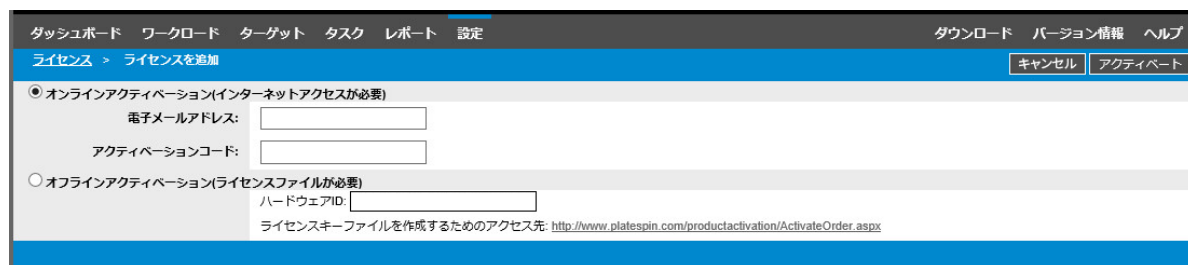 ダッシュボード ワークロード ターゲット タスク レポート 設定 ダウンロード バージョン情報 ヘルプ
ライセンス > ライセンスを追加 キャンセル アクティベート
オンラインアクティベーション(インターネットアクセスが必要)
電子メールアドレス:
アクティベーションコード:
オフラインアクティベーション(ライセンスファイルが必要)
ハードウェアID:
ライセンスキーファイルを作成するためのアクセス先: http://www.platespin.com/productactivation/ActivateOrder.aspx